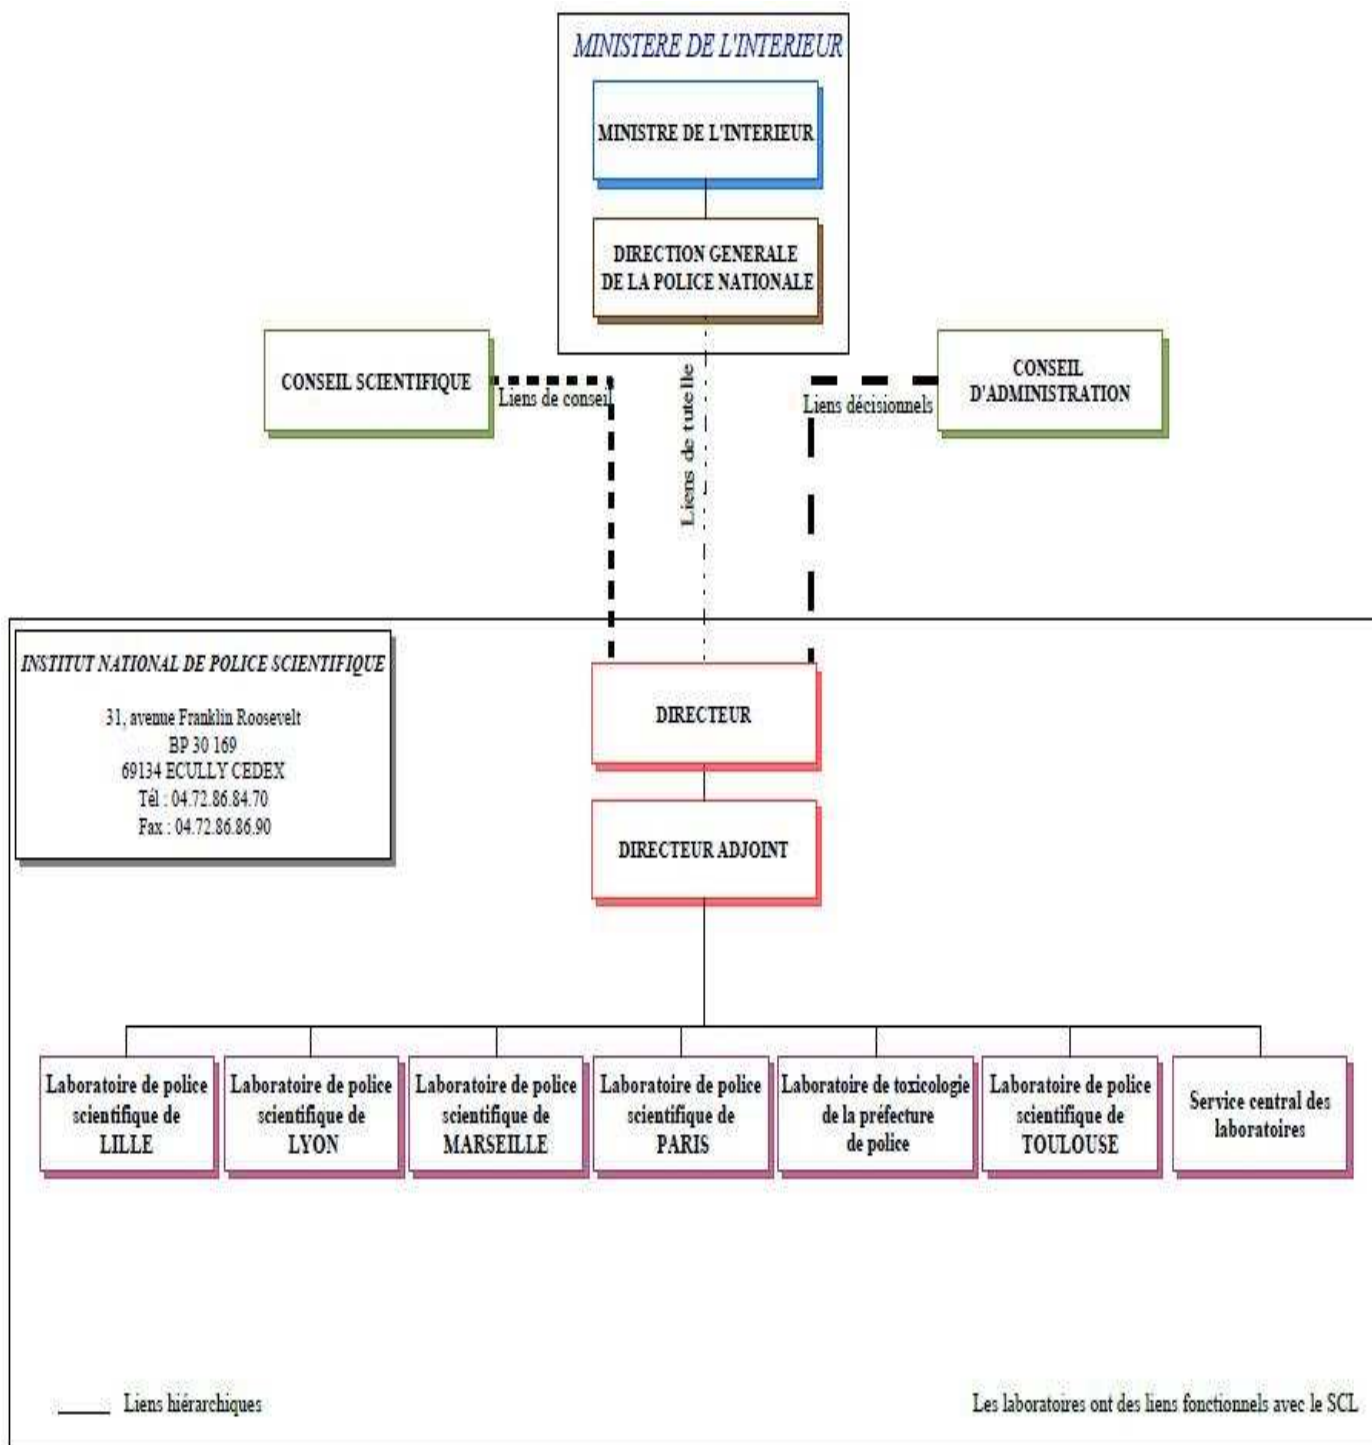 MINISTERE DE L'INTERIEUR
MINISTRE DE L'INTERIEUR
DIRECTION GENERALE
DE LA POLICE NATIONALE
CONSEIL SCIENTIFIQUE
Liens de conseil
Liens de tutelle
Liens décisionnels
CONSEIL
D'ADMINISTRATION
INSTITUT NATIONAL DE POLICE SCIENTIFIQUE
31, avenue Franklin Roosevelt
BP 30 169
69134 ECULLY CEDEX
Tél : 04.72.86.84.70
Fax : 04.72.86.86.90
DIRECTEUR
DIRECTEUR ADJOINT
Laboratoire de police
scientifique de
LILLE
Laboratoire de police
scientifique de
LYON
Laboratoire de police
scientifique de
MARSEILLE
Laboratoire de police
scientifique de
PARIS
Laboratoire de toxicologie
de la préfecture
de police
Laboratoire de police
scientifique de
TOULOUSE
Service central des
laboratoires
Liens hiérarchiques
Les laboratoires ont des liens fonctionnels avec le SCL